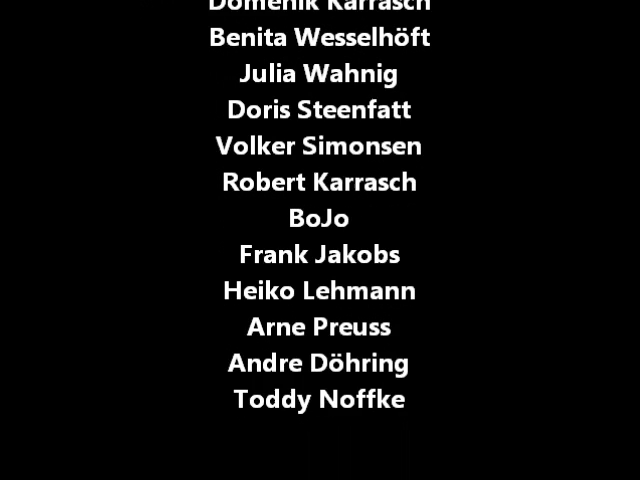 Domenik Karrasch
Benita Wesselhöft
Julia Wahnig
Doris Steenfatt
Volker Simonsen
Robert Karrasch
BoJo
Frank Jakobs
Heiko Lehmann
Arne Preuss
Andre Döhring
Toddy Noffke